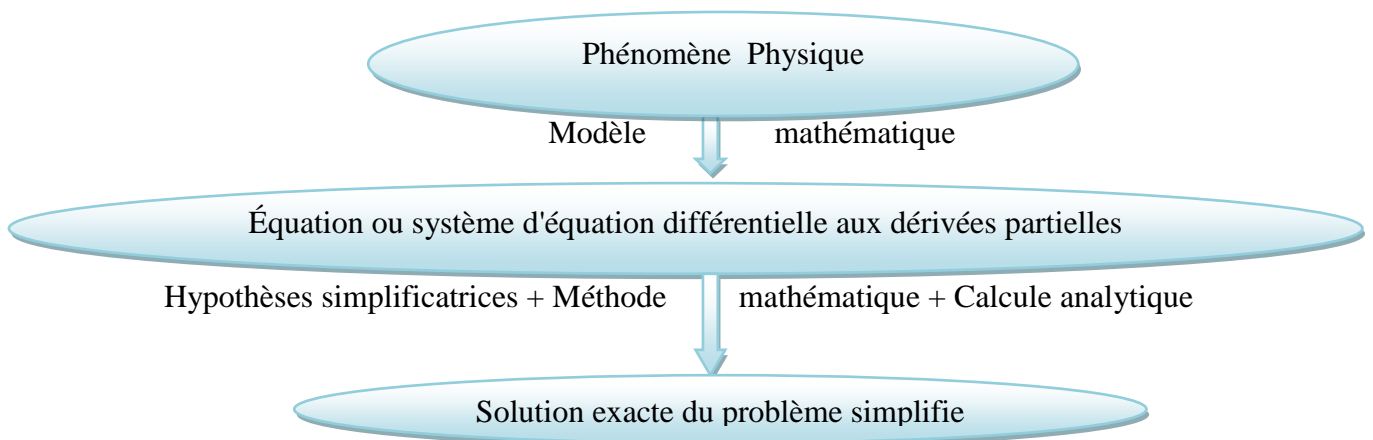 Phénomène Physique
Modèle mathématique
Équation ou système d'équation différentielle aux dérivées partielles
Hypothèses simplificatrices + Méthode mathématique + Calcule analytique
Solution exacte du problème simplifie